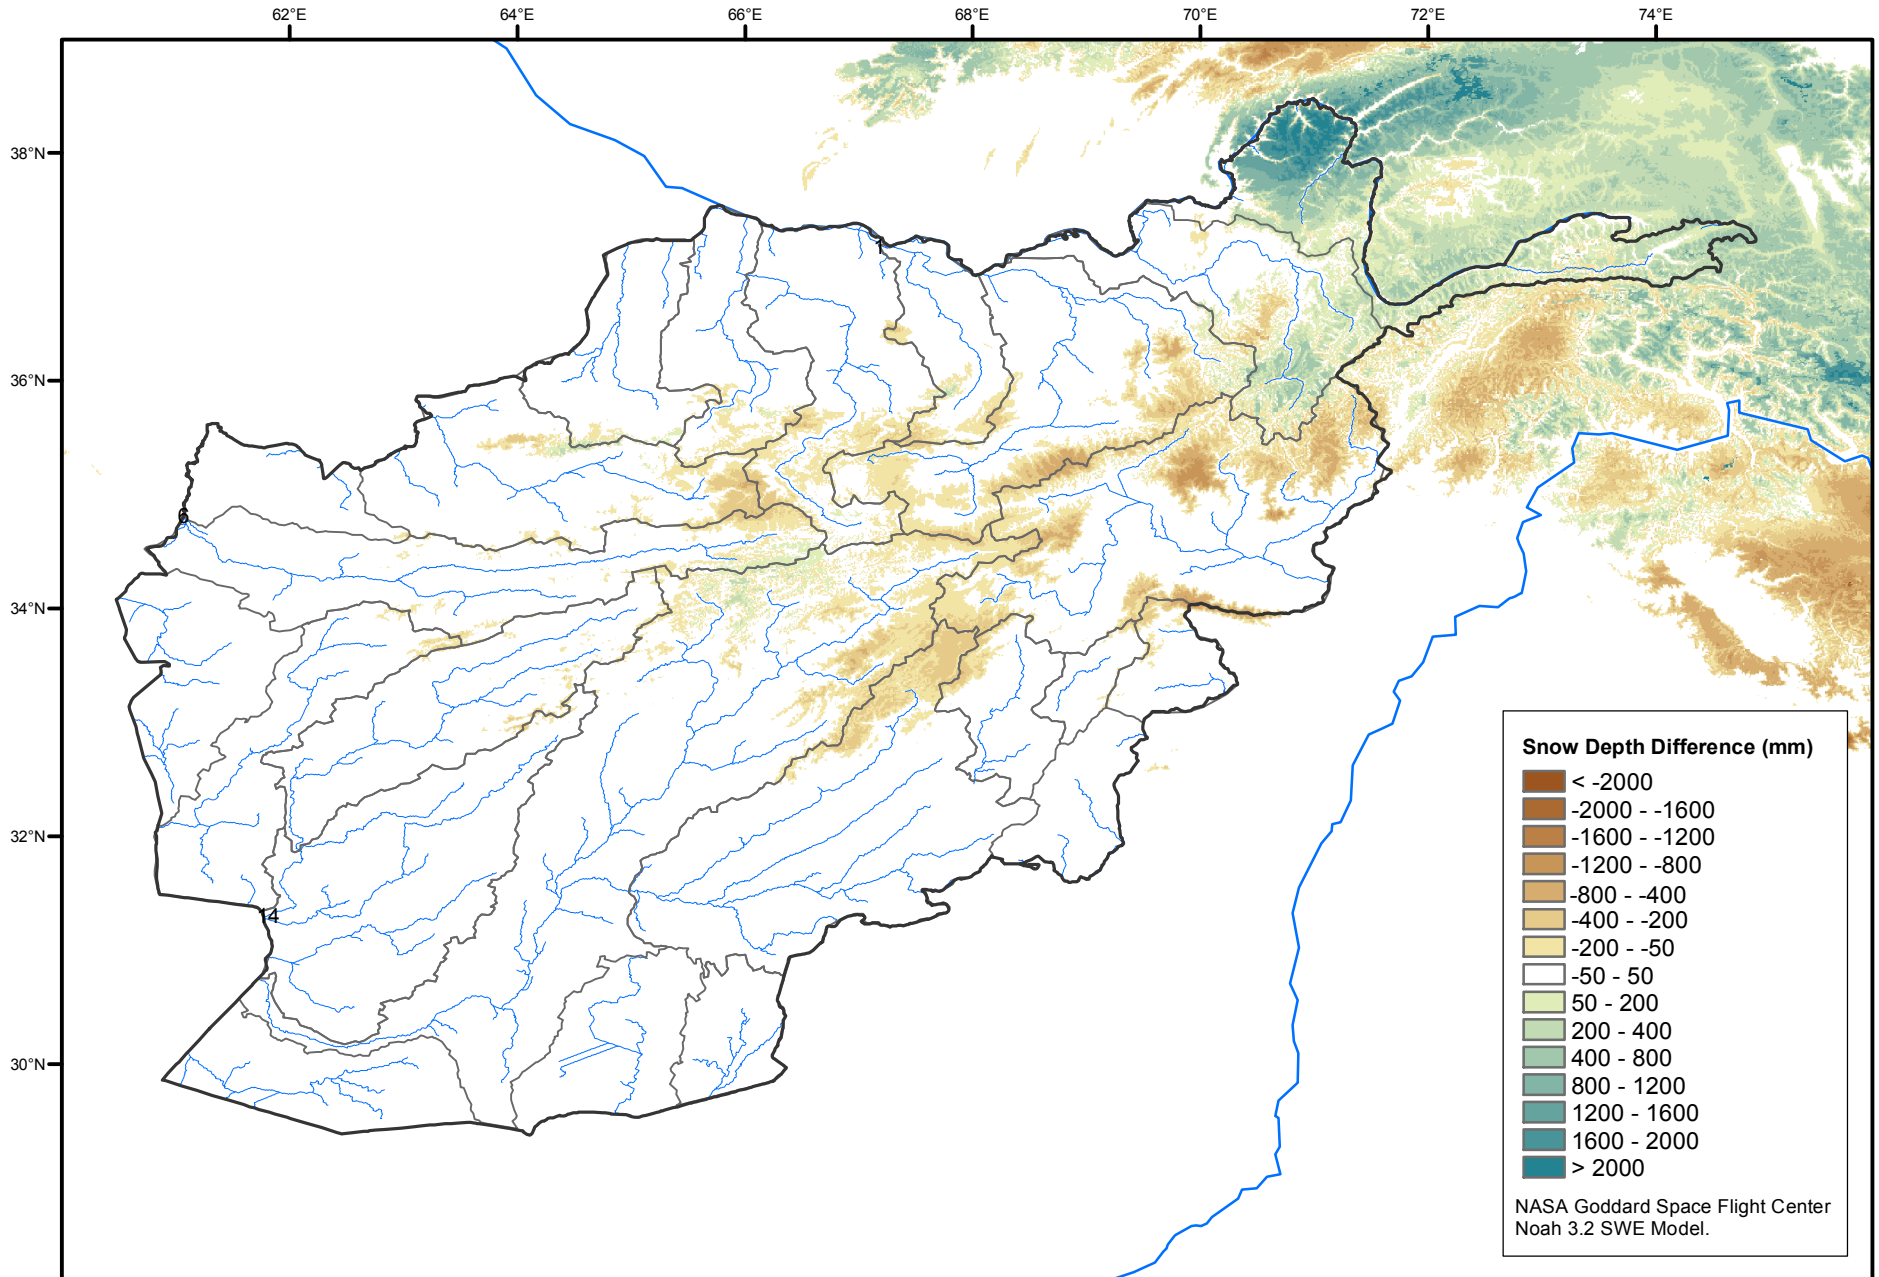 62°E 64°E 66°E 68°E 70°E 72°E 74°E
38°N
1
36°N
6
34°N
32°N
14
30°N
Snow Depth Difference (mm)
< -2000
-2000 - -1600
-1600 - -1200
-1200 - -800
-800 - -400
-400 - -200
-200 - -50
-50 - 50
50 - 200
200 - 400
400 - 800
800 - 1200
1200 - 1600
1600 - 2000
> 2000
NASA Goddard Space Flight Center
Noah 3.2 SWE Model.